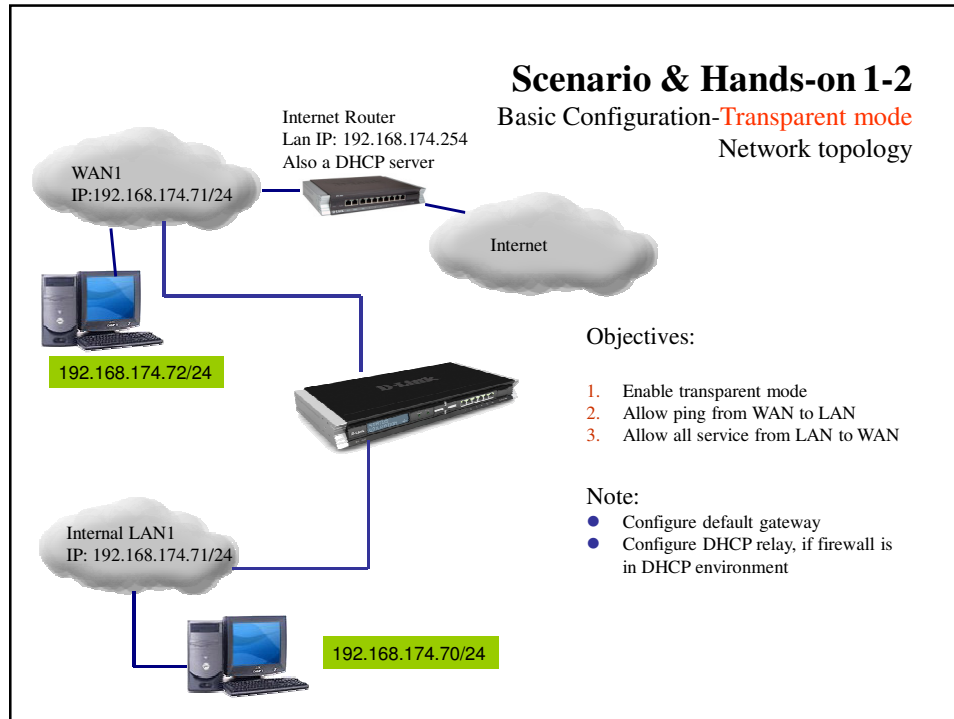 Scenario & Hands-on 1-2
Basic Configuration-Transparent mode
Network topology
Internet Router
Lan IP: 192.168.174.254
Also a DHCP server
WAN1
IP:192.168.174.71/24
Internet
192.168.174.72/24
D-Link
Objectives:
1. Enable transparent mode
2. Allow ping from WAN to LAN
3. Allow all service from LAN to WAN
Note:
● Configure default gateway
● Configure DHCP relay, if firewall is
in DHCP environment
Internal LAN1
IP: 192.168.174.71/24
192.168.174.70/24